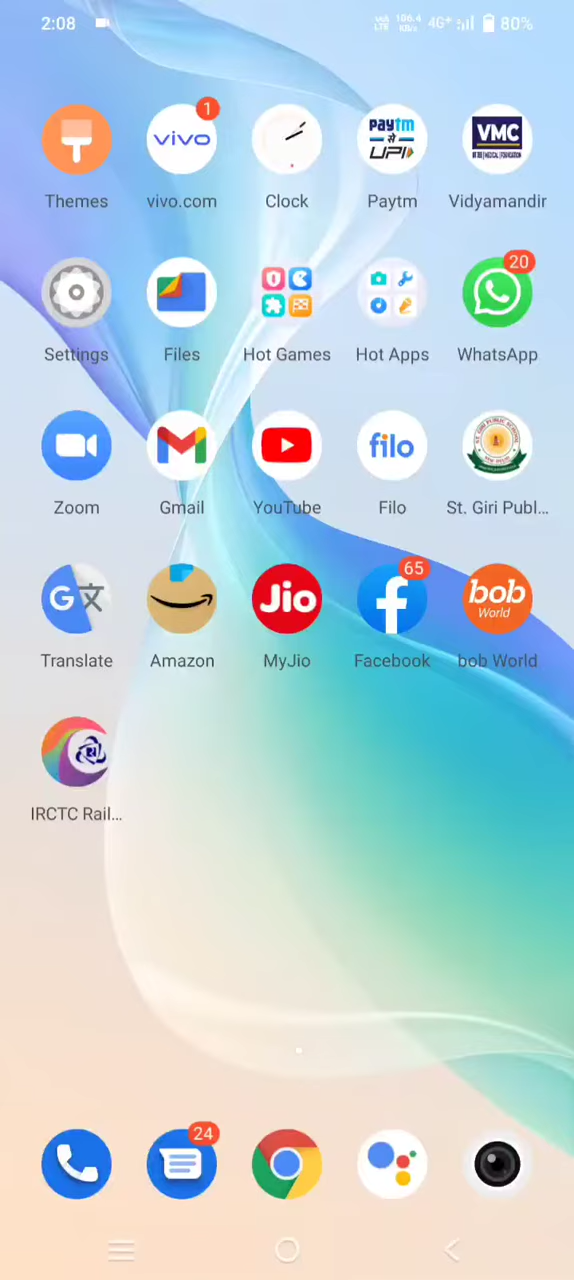 2:08 VoLTE 106.4 KB/s 4G+ 80%
1
paytm से UPI VMC
vivo
Themes vivo.com Clock Paytm Vidyamandir
20
Settings Files Hot Games Hot Apps WhatsApp
filo
Zoom Gmail YouTube Filo St. Giri Publ...
65
G 文 Jio f bob World
Translate Amazon MyJio Facebook bob World
IRCTC Rail...
24